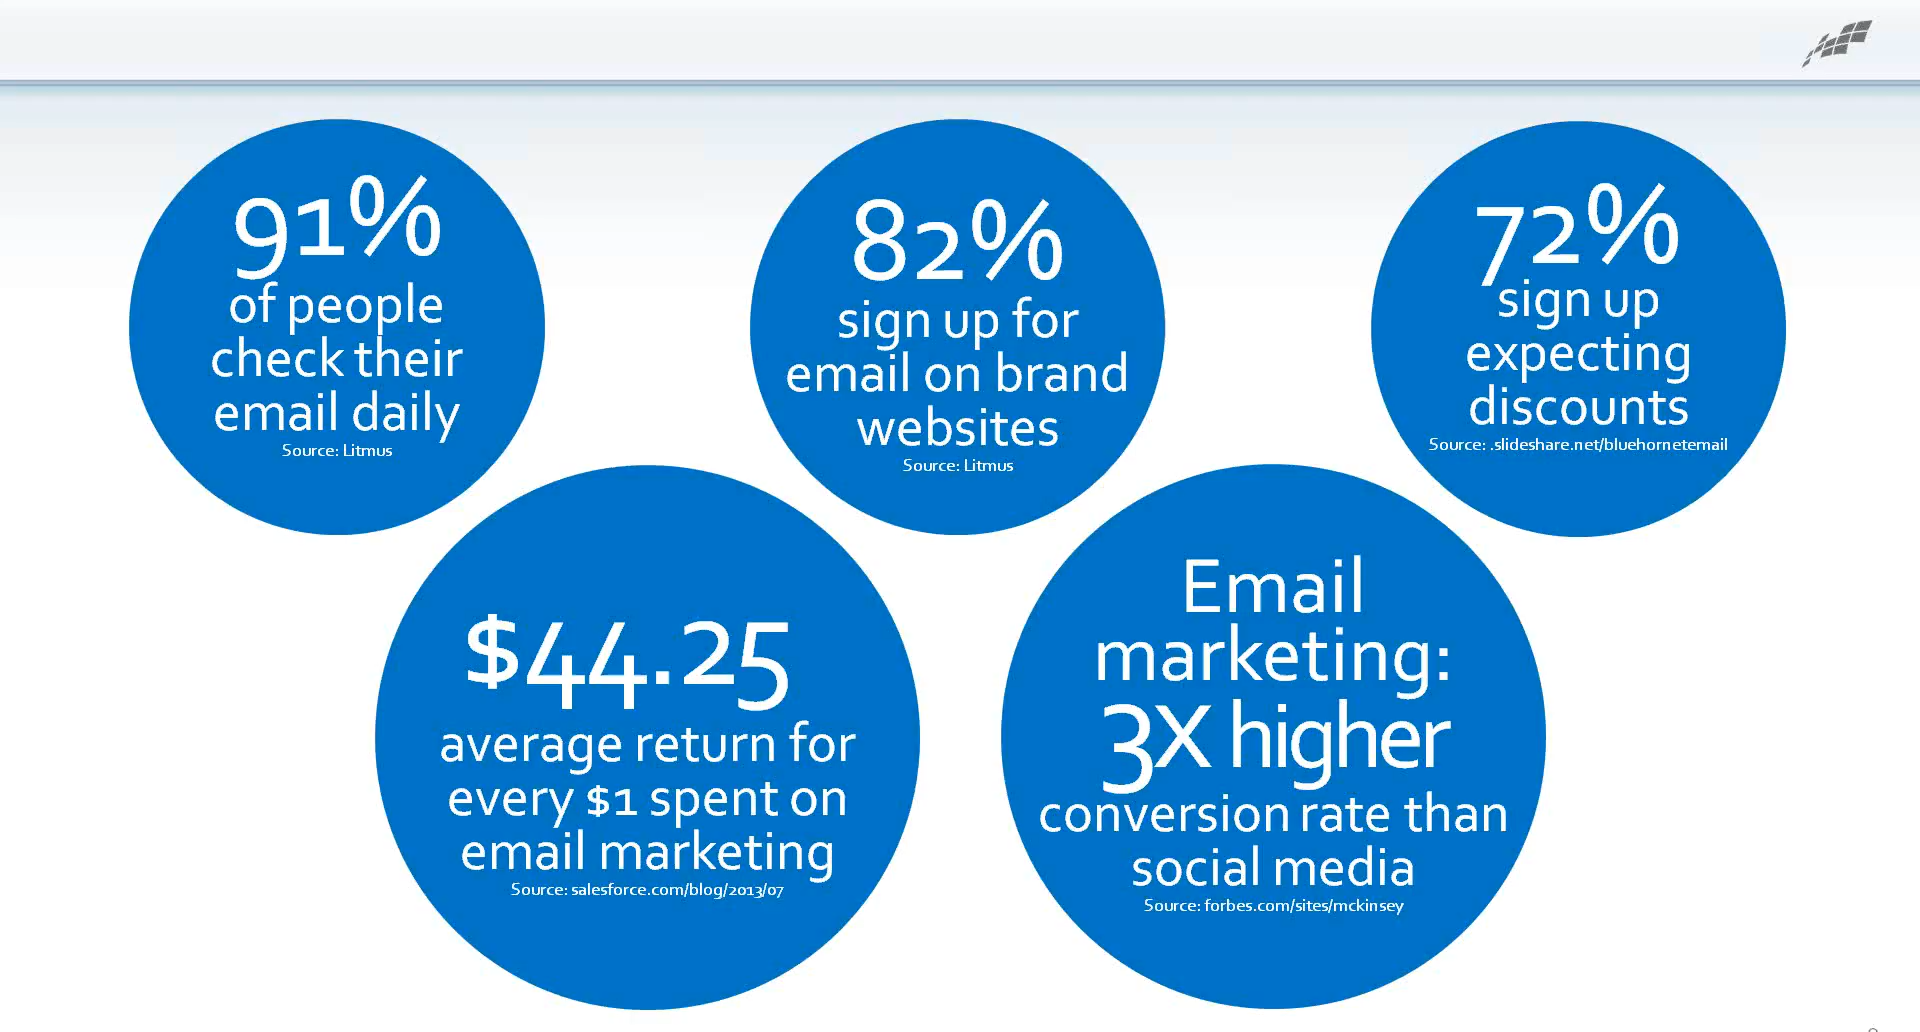 91%
of people
check their
email daily
Source: Litmus
82%
sign up for
email on brand
websites
Source: Litmus
72%
sign up
expecting
discounts
Source: .slideshare.net/bluehornetemail
$44.25
average return for
every $1 spent on
email marketing
Source: salesforce.com/blog/2013/07
Email
marketing:
3X higher
conversion rate than
social media
Source: forbes.com/sites/mckinsey